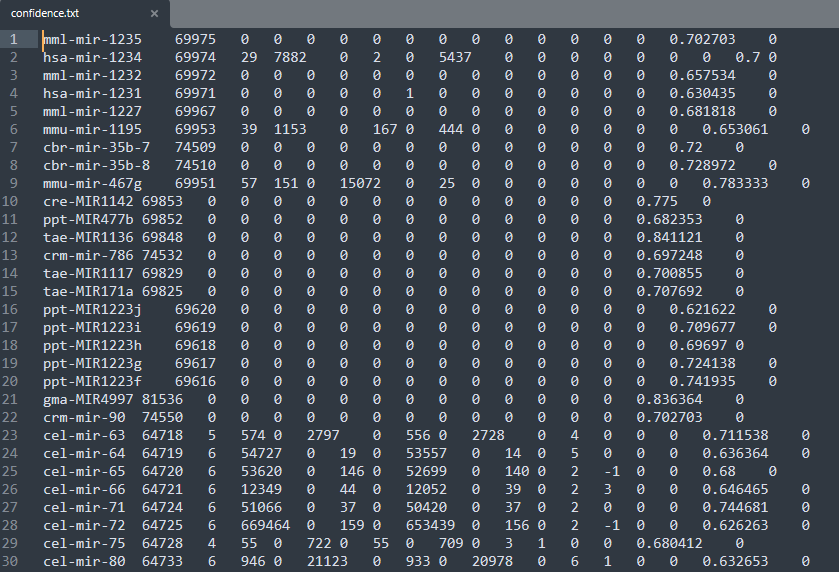 confidence.txt ×
1 mml-mir-1235 69975 0 0 0 0 0 0 0 0 0 0 0 0 0 0.702703 0
2 hsa-mir-1234 69974 29 7882 0 2 0 5437 0 0 0 0 0 0 0 0.7 0
3 mml-mir-1232 69972 0 0 0 0 0 0 0 0 0 0 0 0 0 0.657534 0
4 hsa-mir-1231 69971 0 0 0 0 0 1 0 0 0 0 0 0 0 0.630435 0
5 mml-mir-1227 69967 0 0 0 0 0 0 0 0 0 0 0 0 0 0.681818 0
6 mmu-mir-1195 69953 39 1153 0 167 0 444 0 0 0 0 0 0 0 0.653061 0
7 cbr-mir-35b-7 74509 0 0 0 0 0 0 0 0 0 0 0 0 0 0.72 0
8 cbr-mir-35b-8 74510 0 0 0 0 0 0 0 0 0 0 0 0 0 0.728972 0
9 mmu-mir-467g 69951 57 151 0 15072 0 25 0 0 0 0 0 0 0 0.783333 0
10 cre-MIR1142 69853 0 0 0 0 0 0 0 0 0 0 0 0 0 0.775 0
11 ppt-MIR477b 69852 0 0 0 0 0 0 0 0 0 0 0 0 0 0.682353 0
12 tae-MIR1136 69848 0 0 0 0 0 0 0 0 0 0 0 0 0 0.841121 0
13 crm-mir-786 74532 0 0 0 0 0 0 0 0 0 0 0 0 0 0.697248 0
14 tae-MIR1117 69829 0 0 0 0 0 0 0 0 0 0 0 0 0 0.700855 0
15 tae-MIR171a 69825 0 0 0 0 0 0 0 0 0 0 0 0 0 0.707692 0
16 ppt-MIR1223j 69620 0 0 0 0 0 0 0 0 0 0 0 0 0 0.621622 0
17 ppt-MIR1223i 69619 0 0 0 0 0 0 0 0 0 0 0 0 0 0.709677 0
18 ppt-MIR1223h 69618 0 0 0 0 0 0 0 0 0 0 0 0 0 0.69697 0
19 ppt-MIR1223g 69617 0 0 0 0 0 0 0 0 0 0 0 0 0 0.724138 0
20 ppt-MIR1223f 69616 0 0 0 0 0 0 0 0 0 0 0 0 0 0.741935 0
21 gma-MIR4997 81536 0 0 0 0 0 0 0 0 0 0 0 0 0 0.836364 0
22 crm-mir-90 74550 0 0 0 0 0 0 0 0 0 0 0 0 0 0.702703 0
23 cel-mir-63 64718 5 574 0 2797 0 556 0 2728 0 4 0 0 0 0.711538 0
24 cel-mir-64 64719 6 54727 0 19 0 53557 0 14 0 5 0 0 0 0.636364 0
25 cel-mir-65 64720 6 53620 0 146 0 52699 0 140 0 2 -1 0 0 0.68 0
26 cel-mir-66 64721 6 12349 0 44 0 12052 0 39 0 2 3 0 0 0.646465 0
27 cel-mir-71 64724 6 51066 0 37 0 50420 0 37 0 2 0 0 0 0.744681 0
28 cel-mir-72 64725 6 669464 0 159 0 653439 0 156 0 2 -1 0 0 0.626263 0
29 cel-mir-75 64728 4 55 0 722 0 55 0 709 0 3 1 0 0 0.680412 0
30 cel-mir-80 64733 6 946 0 21123 0 933 0 20978 0 6 1 0 0 0.632653 0